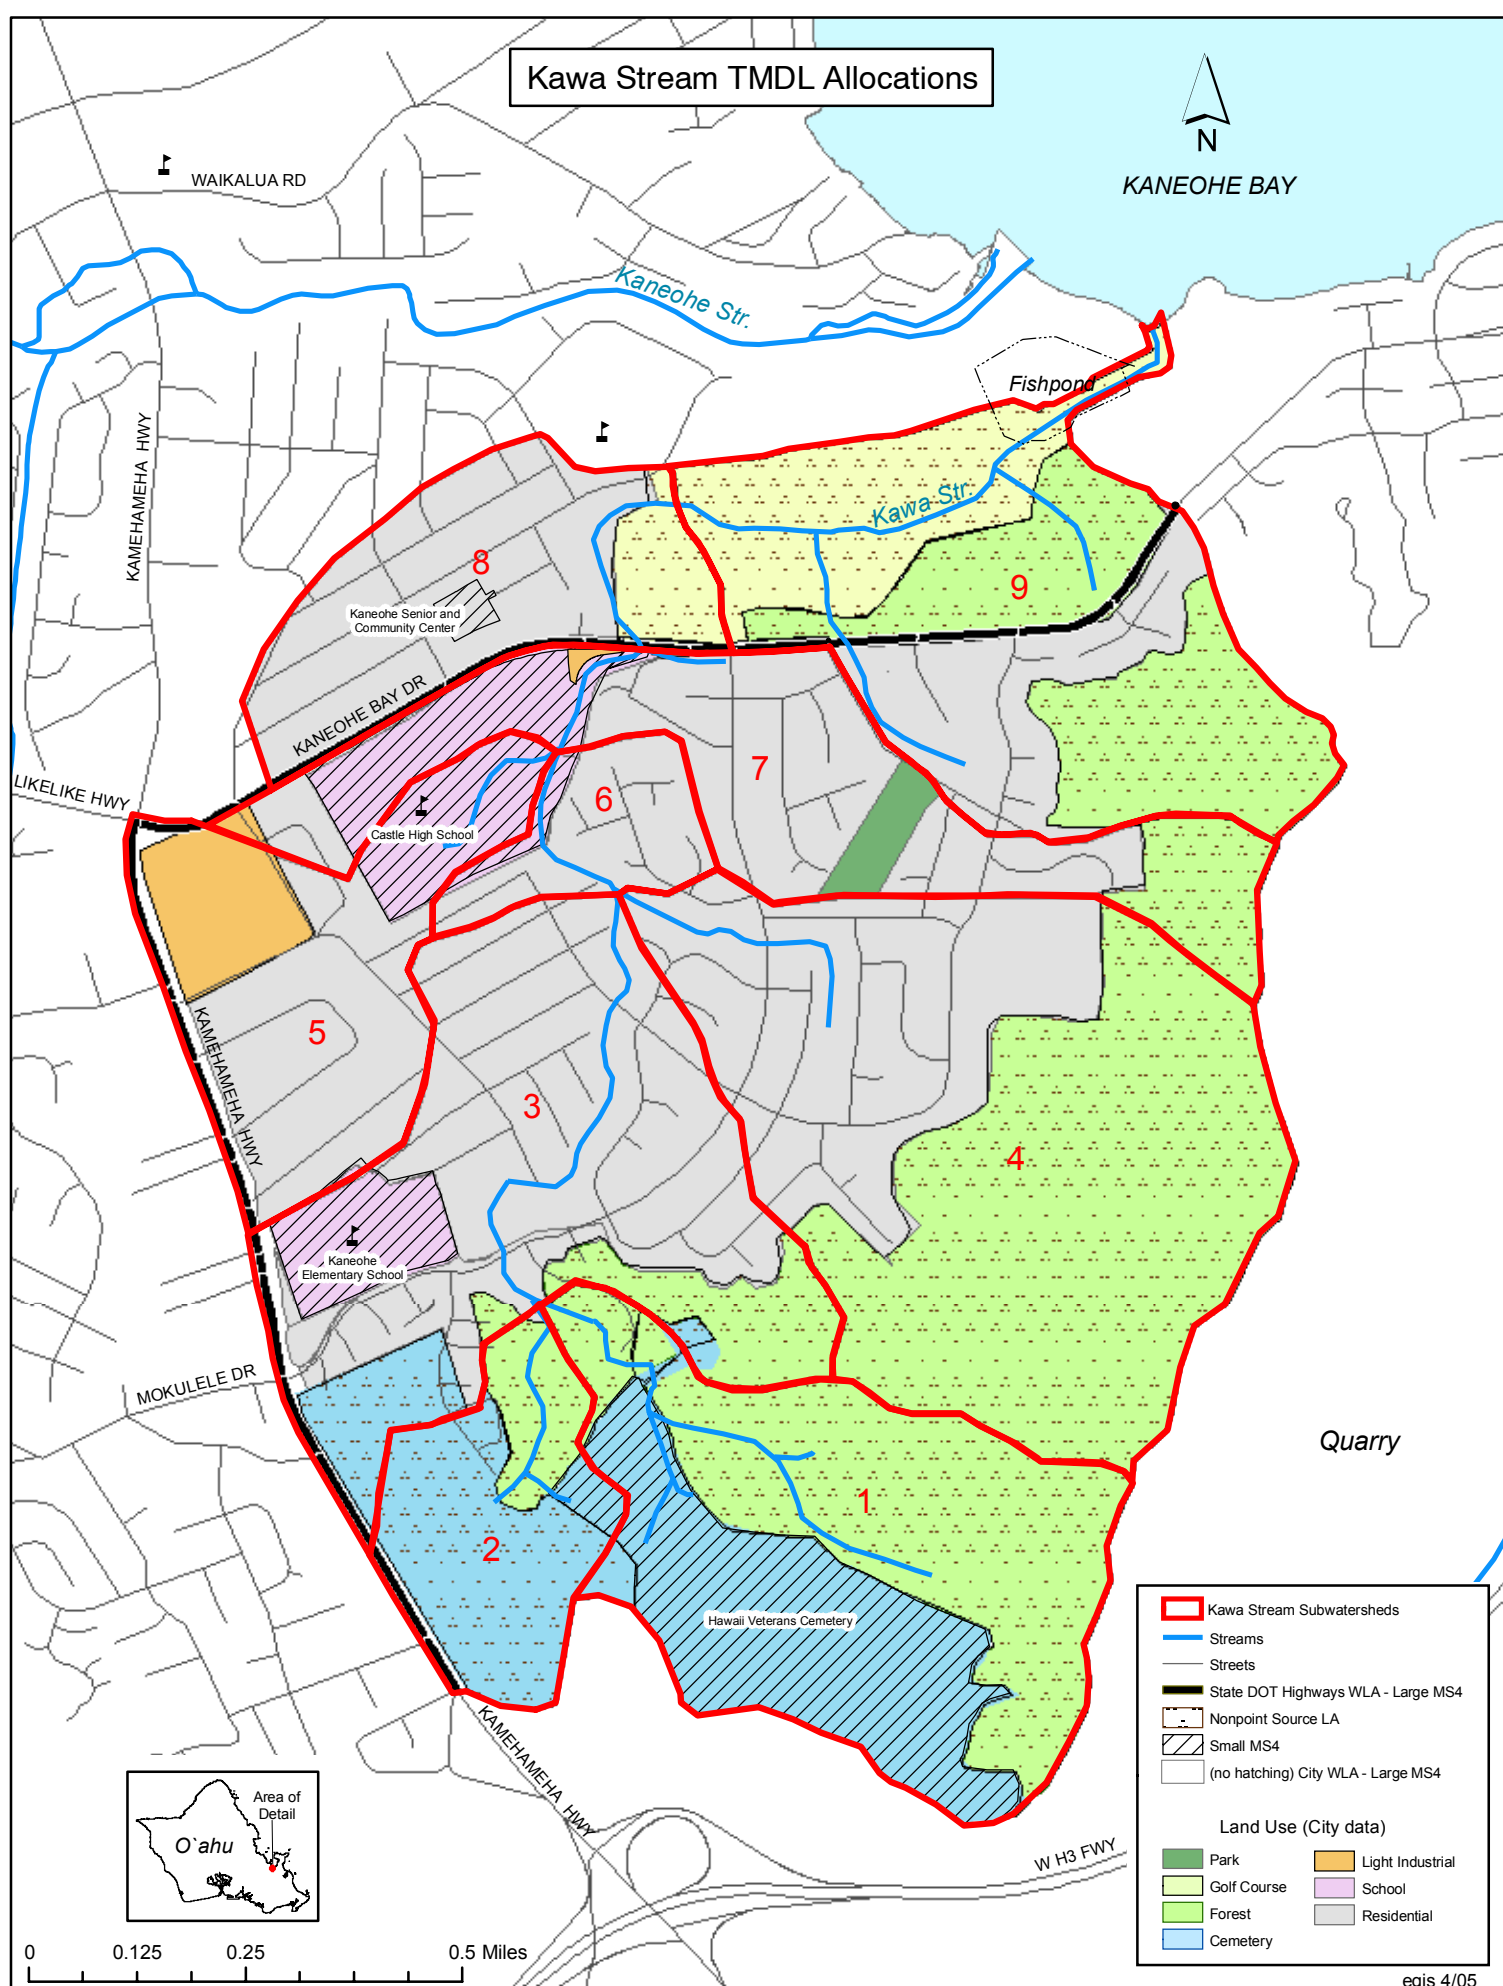 Kawa Stream TMDL Allocations
N
KANEOHE BAY
WAIKALUA RD
Kaneohe Str.
Fishpond
KAMEHAMEHA HWY
Kawa Str.
8
9
Kaneohe Senior and
Community Center
KANEOHE BAY DR
LIKELIKE HWY
7
6
Castle High School
5
KAMEHAMEHA HWY
3
4
Kaneohe
Elementary School
MOKULELE DR
Quarry
1
2
Hawaii Veterans Cemetery
KAMEHAMEHA HWY
W H3 FWY
Kawa Stream Subwatersheds
Streams
Streets
State DOT Highways WLA - Large MS4
Nonpoint Source LA
Small MS4
(no hatching) City WLA - Large MS4
Land Use (City data)
Park
Golf Course
Forest
Cemetery
Light Industrial
School
Residential
Area of
Detail
O`ahu
0 0.125 0.25 0.5 Miles
egis 4/05